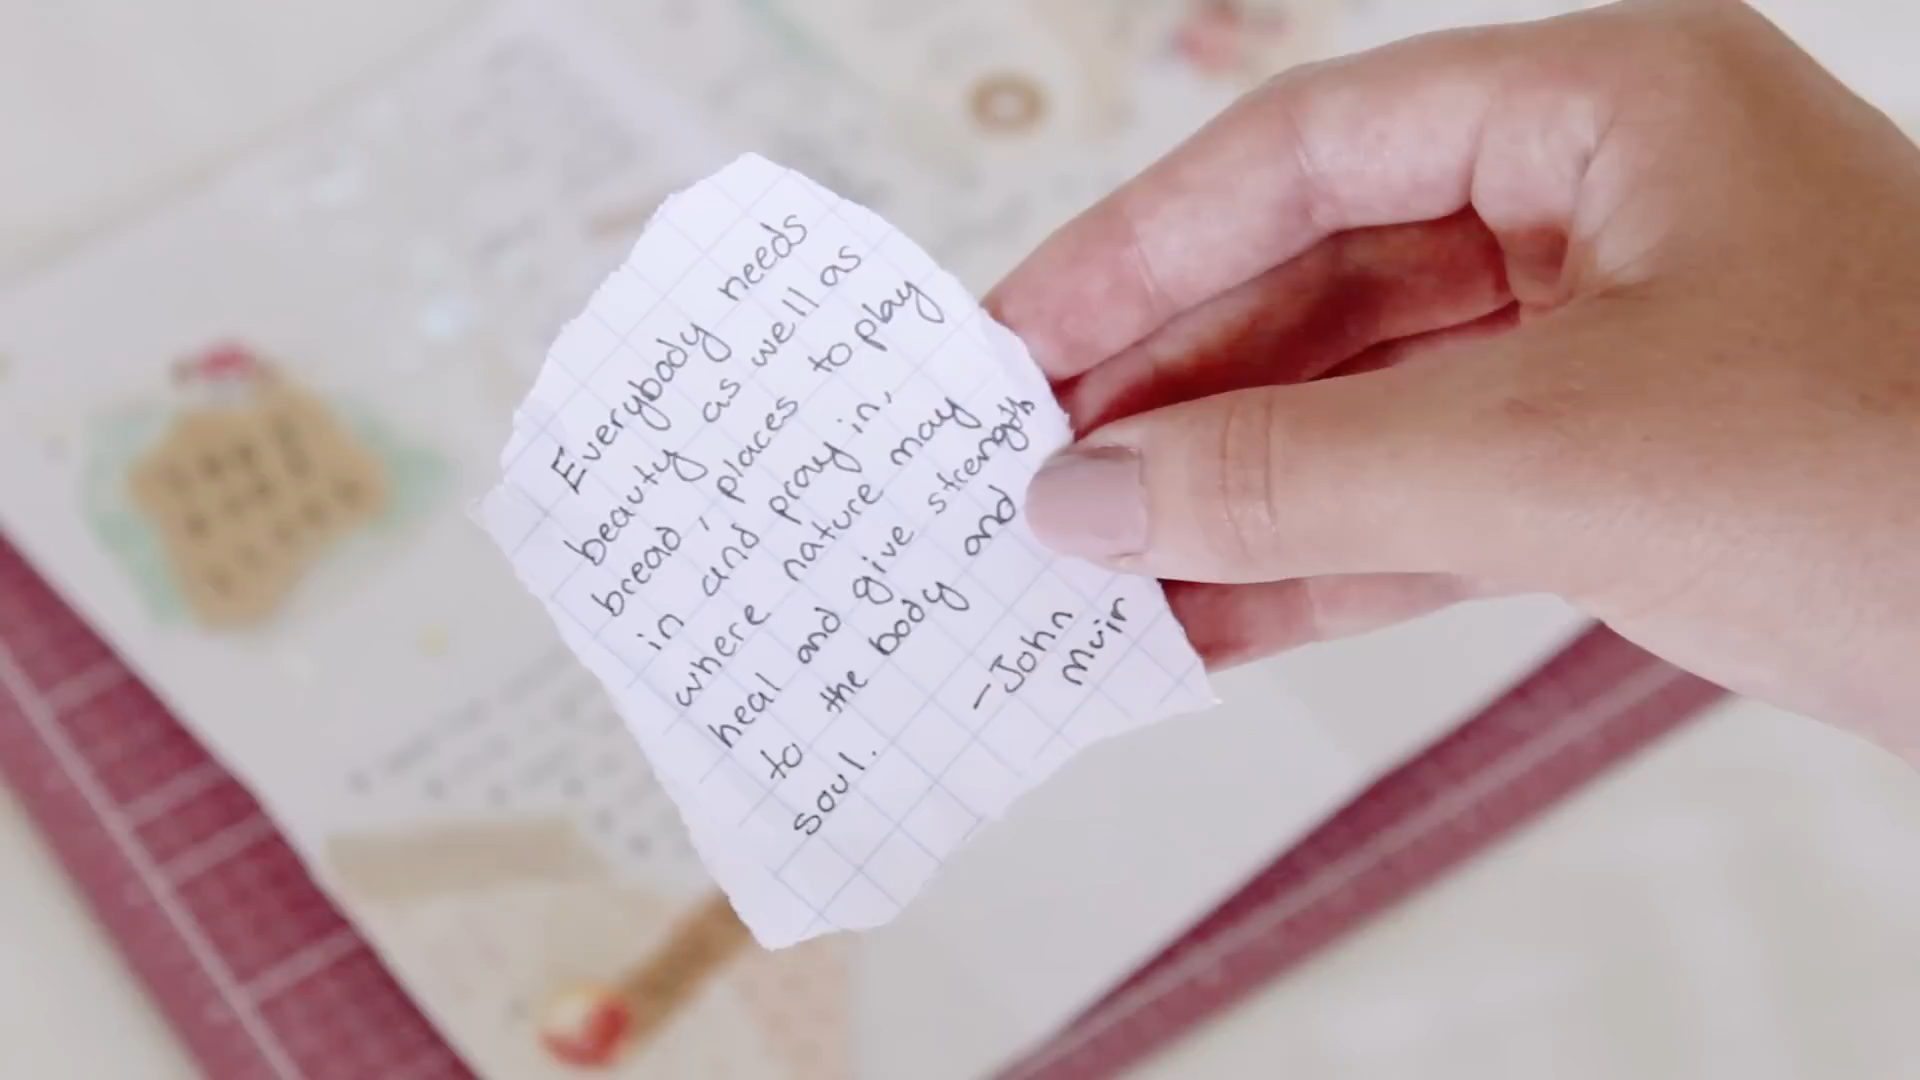 Everybody needs
beauty as well as
bread, places to play
in and pray in,
where nature may
heal and give strength
to the body and
soul.
-John
Muir